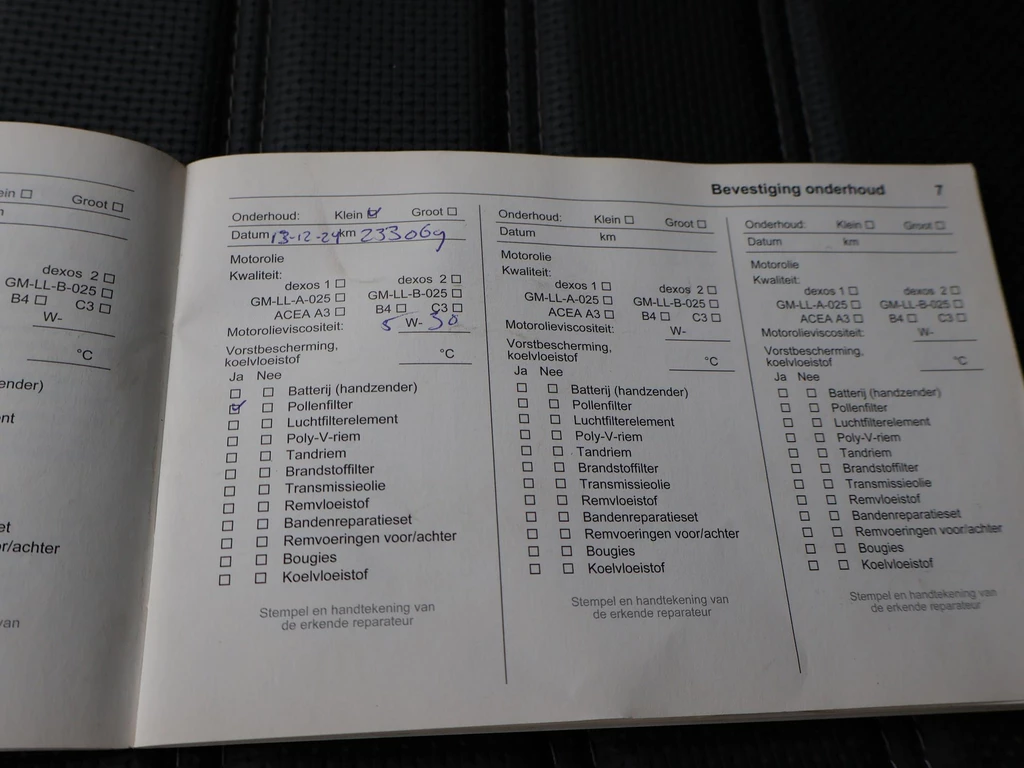 ein ☐ Groot ☐
dexos 2 ☐
GM-LL-B-025 ☐
B4 ☐ C3 ☐
W-
°C
ender)
nt
et
r/achter
van
Bevestiging onderhoud 7
Onderhoud: Klein ☑ Groot ☐
Datum 13-12-24 km 233069
Motorolie
Kwaliteit:
dexos 1 ☐ dexos 2 ☐
GM-LL-A-025 ☐ GM-LL-B-025 ☐
ACEA A3 ☐ B4 ☐ C3 ☐
Motorolieviscositeit: 5 W- 30
Vorstbescherming,
koelvloeistof °C
Ja Nee
☐ ☐ Batterij (handzender)
☑ ☐ Pollenfilter
☐ ☐ Luchtfilterelement
☐ ☐ Poly-V-riem
☐ ☐ Tandriem
☐ ☐ Brandstoffilter
☐ ☐ Transmissieolie
☐ ☐ Remvloeistof
☐ ☐ Bandenreparatieset
☐ ☐ Remvoeringen voor/achter
☐ ☐ Bougies
☐ ☐ Koelvloeistof
Stempel en handtekening van
de erkende reparateur
Onderhoud: Klein ☐ Groot ☐
Datum km
Motorolie
Kwaliteit:
dexos 1 ☐ dexos 2 ☐
GM-LL-A-025 ☐ GM-LL-B-025 ☐
ACEA A3 ☐ B4 ☐ C3 ☐
Motorolieviscositeit: W-
Vorstbescherming,
koelvloeistof °C
Ja Nee
☐ ☐ Batterij (handzender)
☐ ☐ Pollenfilter
☐ ☐ Luchtfilterelement
☐ ☐ Poly-V-riem
☐ ☐ Tandriem
☐ ☐ Brandstoffilter
☐ ☐ Transmissieolie
☐ ☐ Remvloeistof
☐ ☐ Bandenreparatieset
☐ ☐ Remvoeringen voor/achter
☐ ☐ Bougies
☐ ☐ Koelvloeistof
Stempel en handtekening van
de erkende reparateur
Onderhoud: Klein ☐ Groot ☐
Datum km
Motorolie
Kwaliteit:
dexos 1 ☐ dexos 2 ☐
GM-LL-A-025 ☐ GM-LL-B-025 ☐
ACEA A3 ☐ B4 ☐ C3 ☐
Motorolieviscositeit: W-
Vorstbescherming,
koelvloeistof °C
Ja Nee
☐ ☐ Batterij (handzender)
☐ ☐ Pollenfilter
☐ ☐ Luchtfilterelement
☐ ☐ Poly-V-riem
☐ ☐ Tandriem
☐ ☐ Brandstoffilter
☐ ☐ Transmissieolie
☐ ☐ Remvloeistof
☐ ☐ Bandenreparatieset
☐ ☐ Remvoeringen voor/achter
☐ ☐ Bougies
☐ ☐ Koelvloeistof
Stempel en handtekening van
de erkende reparateur